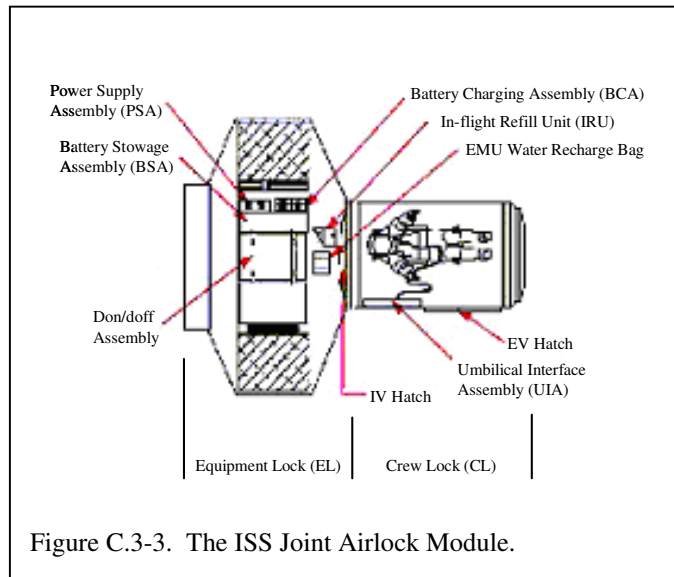 Power Supply
Assembly (PSA)
Battery Stowage
Assembly (BSA)
Battery Charging Assembly (BCA)
In-flight Refill Unit (IRU)
EMU Water Recharge Bag
Don/doff
Assembly
EV Hatch
Umbilical Interface
Assembly (UIA)
IV Hatch
Equipment Lock (EL)
Crew Lock (CL)
Figure C.3-3. The ISS Joint Airlock Module.